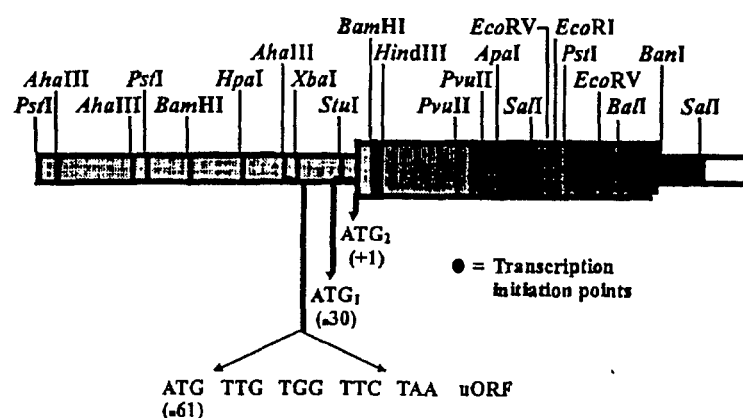 BamHI EcoRV EcoRI
AhaIII HindIII ApaI PstI BanI
AhaIII PstI HpaI XbaI PvuII EcoRV
PstI AhaIII BamHI StuI PvuII SalI BalI SalI
ATG₂
(+1)
ATG₁
(-30)
● = Transcription
initiation points
ATG TTG TGG TTC TAA uORF
(-61)